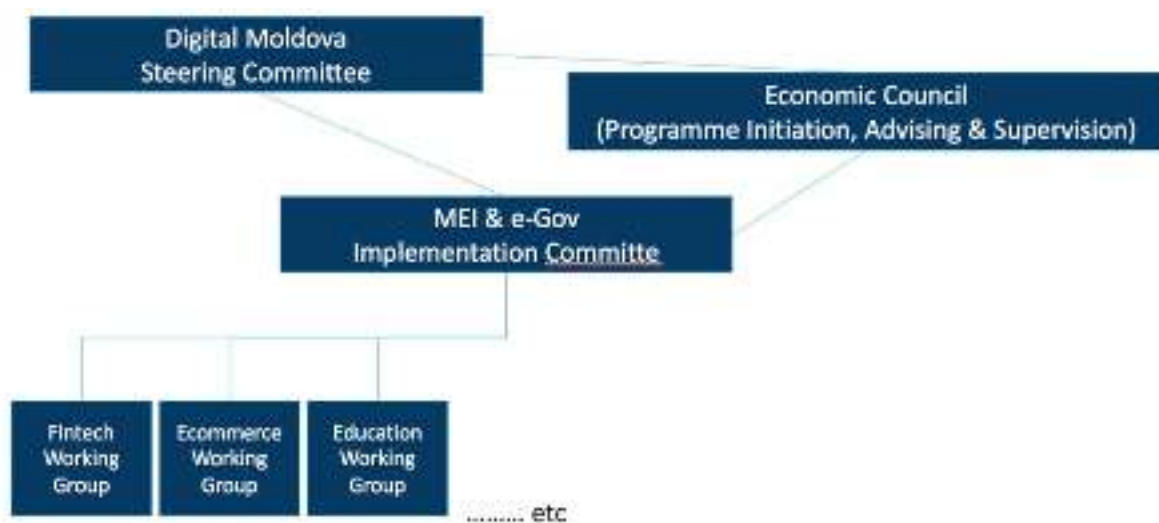 Digital Moldova
Steering Committee
Economic Council
(Programme Initiation, Advising & Supervision)
MEI & e-Gov
Implementation Committe
Fintech
Working
Group
Ecommerce
Working
Group
Education
Working
Group
......... etc